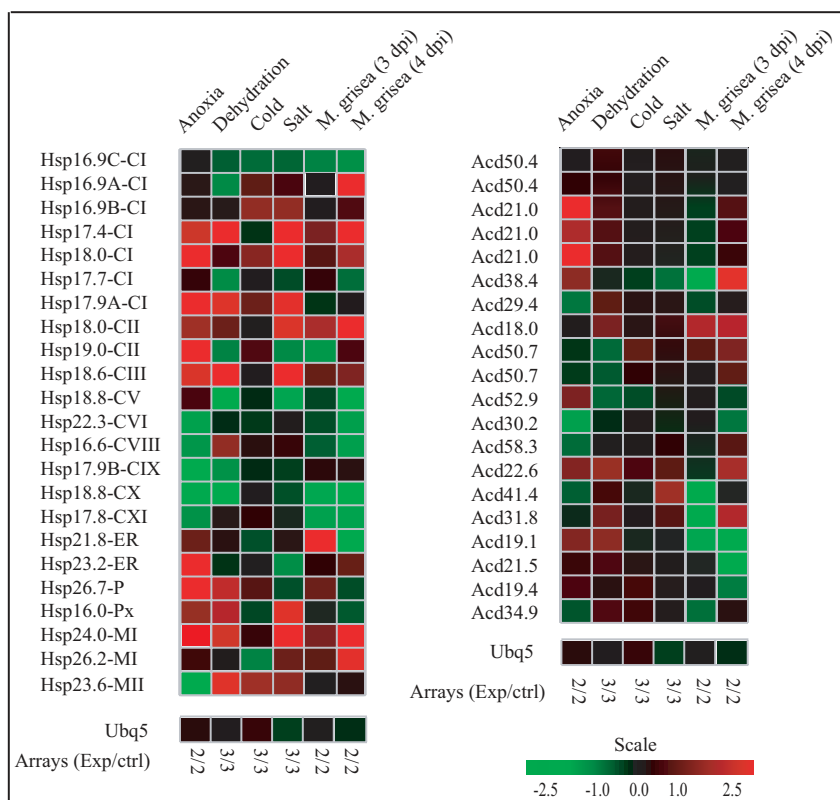 Anoxia
Dehydration
Cold
Salt
M. grisea (3 dpi)
M. grisea (4 dpi)
Hsp16.9C-CI
Hsp16.9A-CI
Hsp16.9B-CI
Hsp17.4-CI
Hsp18.0-CI
Hsp17.7-CI
Hsp17.9A-CI
Hsp18.0-CII
Hsp19.0-CII
Hsp18.6-CIII
Hsp18.8-CV
Hsp22.3-CVI
Hsp16.6-CVIII
Hsp17.9B-CIX
Hsp18.8-CX
Hsp17.8-CXI
Hsp21.8-ER
Hsp23.2-ER
Hsp26.7-P
Hsp16.0-Px
Hsp24.0-MI
Hsp26.2-MI
Hsp23.6-MII
Ubq5
Arrays (Exp/ctrl)
2/2
3/3
3/3
3/3
2/2
2/2
Anoxia
Dehydration
Cold
Salt
M. grisea (3 dpi)
M. grisea (4 dpi)
Acd50.4
Acd50.4
Acd21.0
Acd21.0
Acd21.0
Acd38.4
Acd29.4
Acd18.0
Acd50.7
Acd50.7
Acd52.9
Acd30.2
Acd58.3
Acd22.6
Acd41.4
Acd31.8
Acd19.1
Acd21.5
Acd19.4
Acd34.9
Ubq5
Arrays (Exp/ctrl)
2/2
3/3
3/3
3/3
2/2
2/2
Scale
-2.5 -1.0 0.0 1.0 2.5